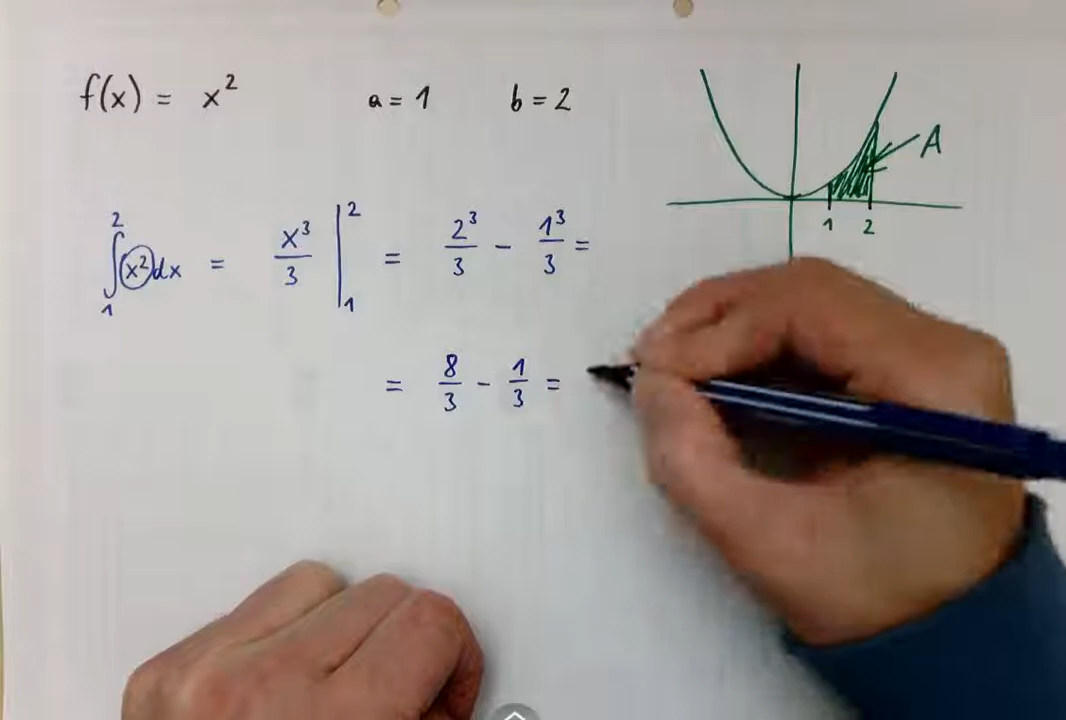 f(x) = x²   a = 1   b = 2
A
1 2
∫₁² x² dx = x³/3 |₁² = 2³/3 - 1³/3 =
= 8/3 - 1/3 =